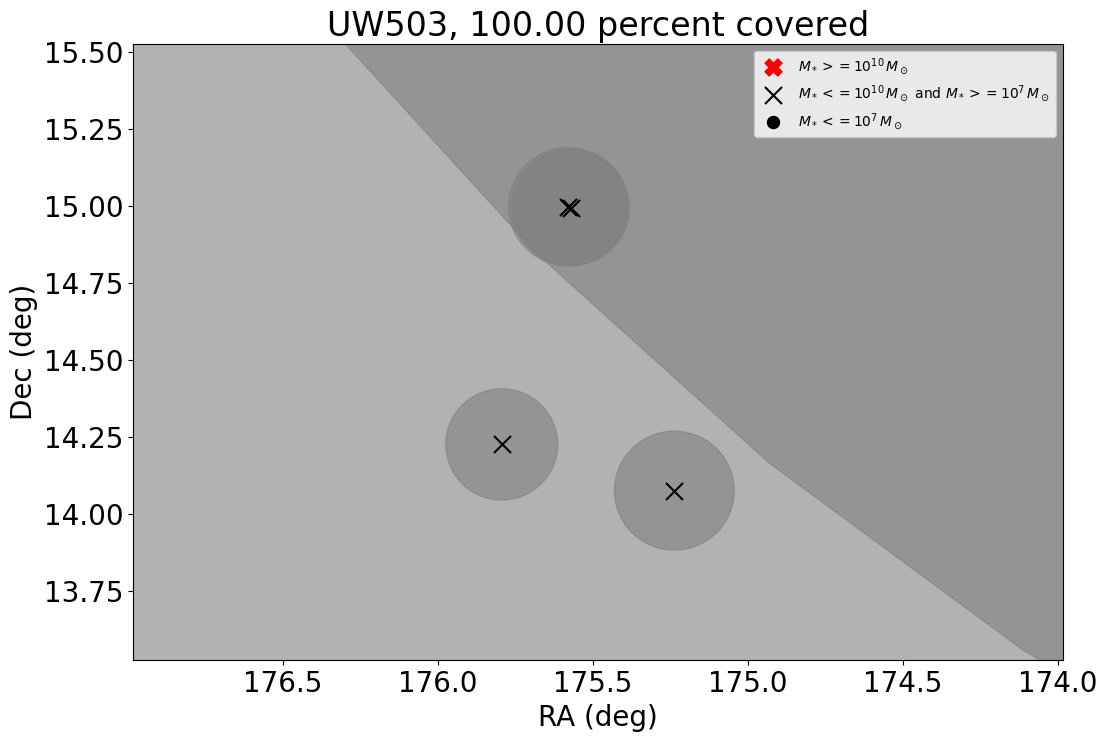 UW503, 100.00 percent covered
M* >= 10^10 M⊙
M* <= 10^10 M⊙ and M* >= 10^7 M⊙
M* <= 10^7 M⊙
Dec (deg)
15.50
15.25
15.00
14.75
14.50
14.25
14.00
13.75
176.5 176.0 175.5 175.0 174.5 174.0
RA (deg)